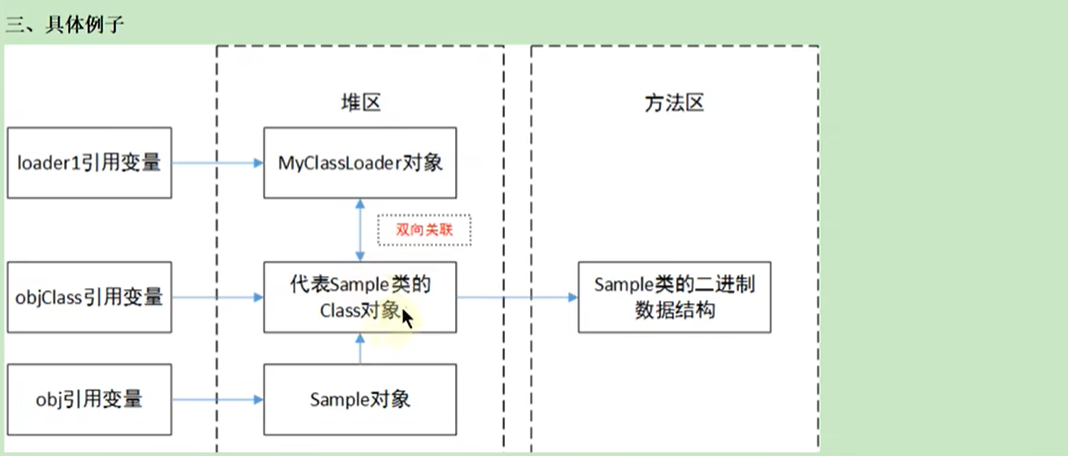 三、具体例子
堆区
方法区
loader1引用变量
MyClassLoader对象
双向关联
objClass引用变量
代表Sample类的
Class对象
Sample类的二进制
数据结构
obj引用变量
Sample对象